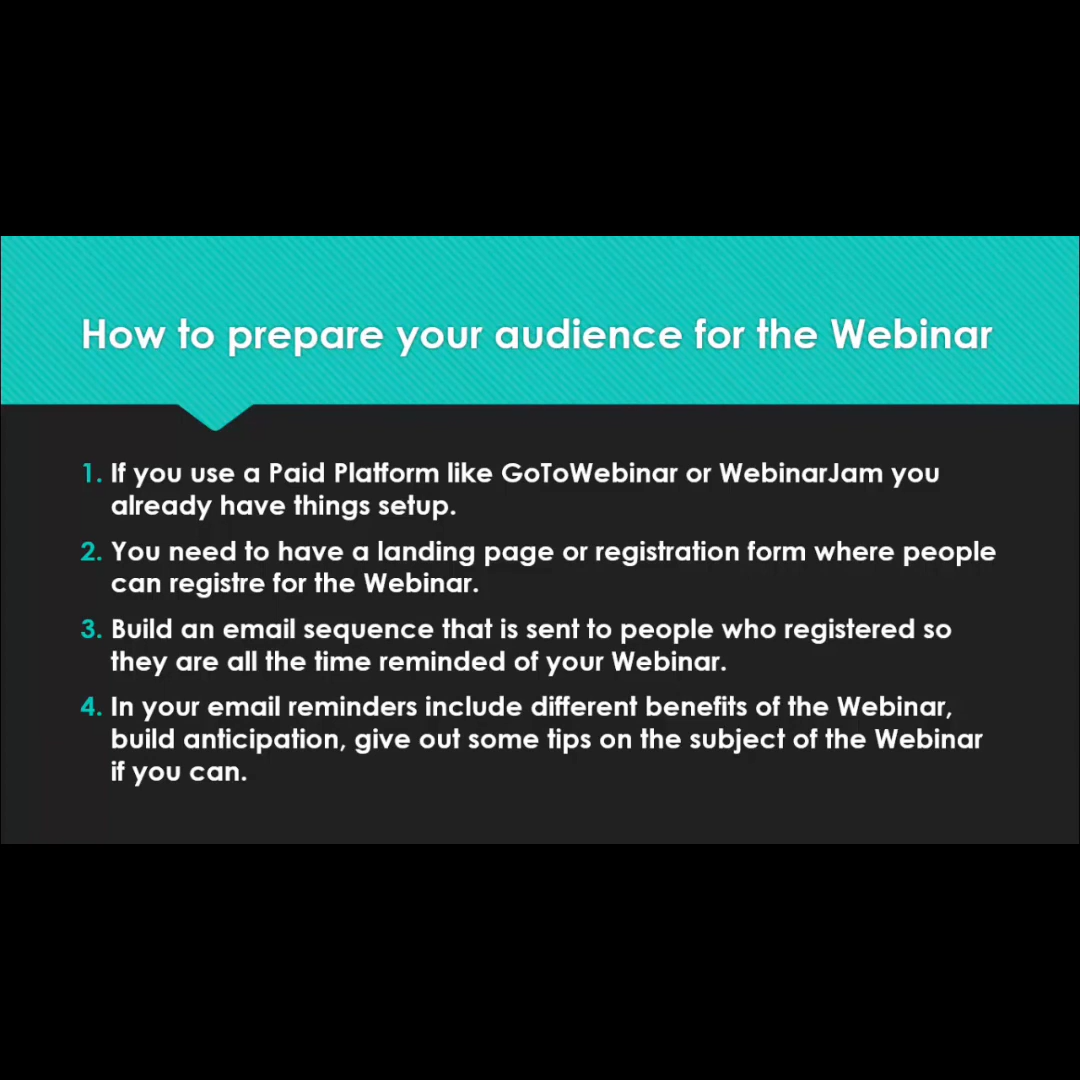 How to prepare your audience for the Webinar
1. If you use a Paid Platform like GoToWebinar or WebinarJam you
already have things setup.
2. You need to have a landing page or registration form where people
can registre for the Webinar.
3. Build an email sequence that is sent to people who registered so
they are all the time reminded of your Webinar.
4. In your email reminders include different benefits of the Webinar,
build anticipation, give out some tips on the subject of the Webinar
if you can.